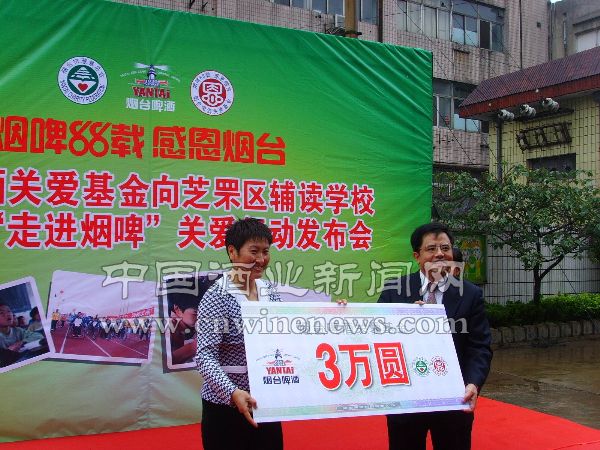 YANTAI
烟台啤酒
烟啤88载 感恩烟台
关爱基金向芝罘区辅读学校
“走进烟啤”关爱 动发布会
中国酒业新闻网
www.cnwinenews.com
YANTAI
烟台啤酒
3万圆